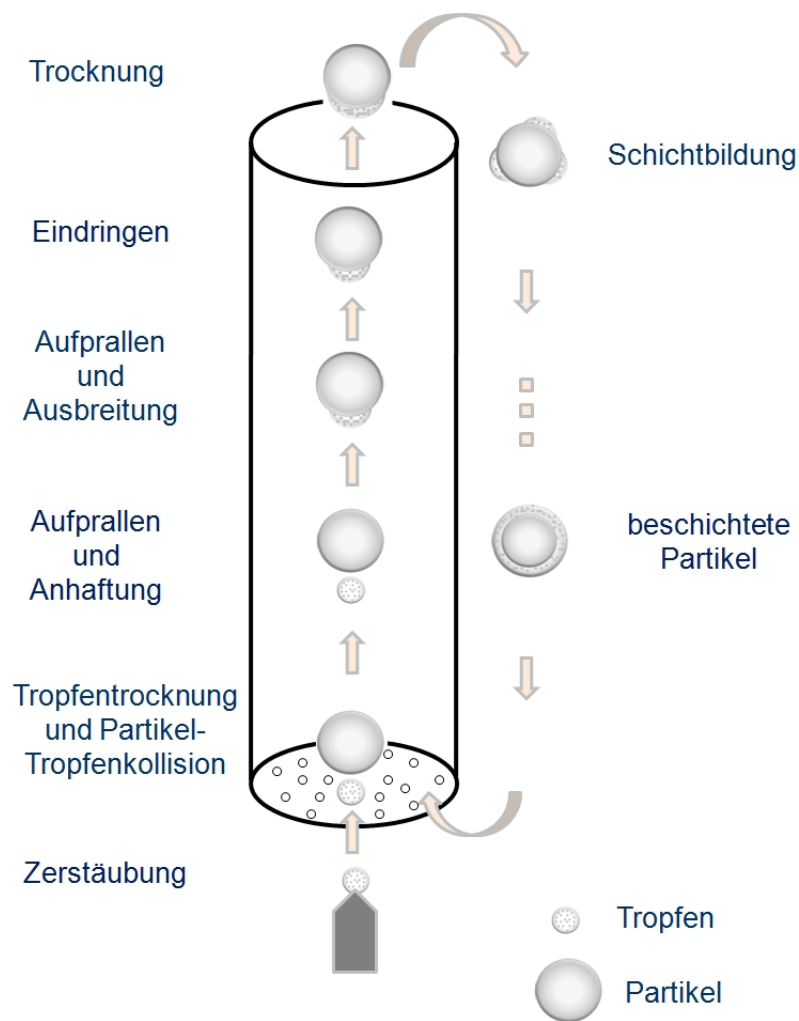 Trocknung
Schichtbildung
Eindringen
Aufprallen
und
Ausbreitung
Aufprallen
und
Anhaftung
beschichtete
Partikel
Tropfentrocknung
und Partikel-
Tropfenkollision
Zerstäubung
Tropfen
Partikel